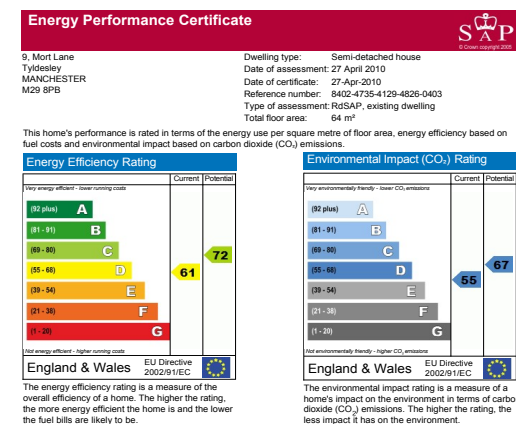 Energy Performance Certificate
SAP
© Crown copyright 2005
9, Mort Lane
Tyldesley
MANCHESTER
M29 8PB
Dwelling type: Semi-detached house
Date of assessment: 27 April 2010
Date of certificate: 27-Apr-2010
Reference number: 8402-4735-4129-4826-0403
Type of assessment: RdSAP, existing dwelling
Total floor area: 64 m²
This home's performance is rated in terms of the energy use per square metre of floor area, energy efficiency based on
fuel costs and environmental impact based on carbon dioxide (CO₂) emissions.
Energy Efficiency Rating
Current Potential
Very energy efficient - lower running costs
(92 plus) A
(81 - 91) B
(69 - 80) C
72
(55 - 68) D
61
(39 - 54) E
(21 - 38) F
(1 - 20) G
Not energy efficient - higher running costs
England & Wales
EU Directive
2002/91/EC
The energy efficiency rating is a measure of the
overall efficiency of a home. The higher the rating,
the more energy efficient the home is and the lower
the fuel bills are likely to be.
Environmental Impact (CO₂) Rating
Current Potential
Very environmentally friendly - lower CO₂ emissions
(92 plus) A
(81 - 91) B
(69 - 80) C
(55 - 68) D
67
55
(39 - 54) E
(21 - 38) F
(1 - 20) G
Not environmentally friendly - higher CO₂ emissions
England & Wales
EU Directive
2002/91/EC
The environmental impact rating is a measure of a
home's impact on the environment in terms of carbo
dioxide (CO₂) emissions. The higher the rating, the
less impact it has on the environment.